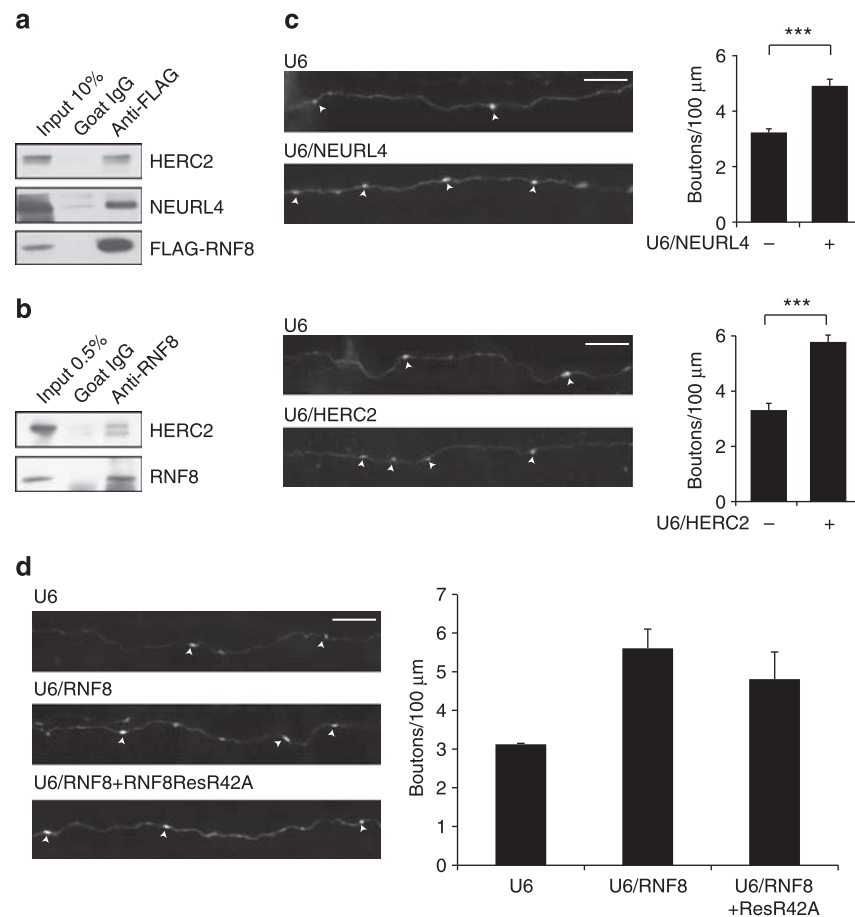 a
Input 10%
Goat IgG
Anti-FLAG
HERC2
NEURL4
FLAG-RNF8
b
Input 0.5%
Goat IgG
Anti-RNF8
HERC2
RNF8
c
U6
U6/NEURL4
***
6
4
2
0
Boutons/100 µm
U6/NEURL4 – +
U6
U6/HERC2
***
6
4
2
0
Boutons/100 µm
U6/HERC2 – +
d
U6
U6/RNF8
U6/RNF8+RNF8ResR42A
7
6
5
4
3
2
1
0
Boutons/100 µm
U6
U6/RNF8
U6/RNF8
+ResR42A